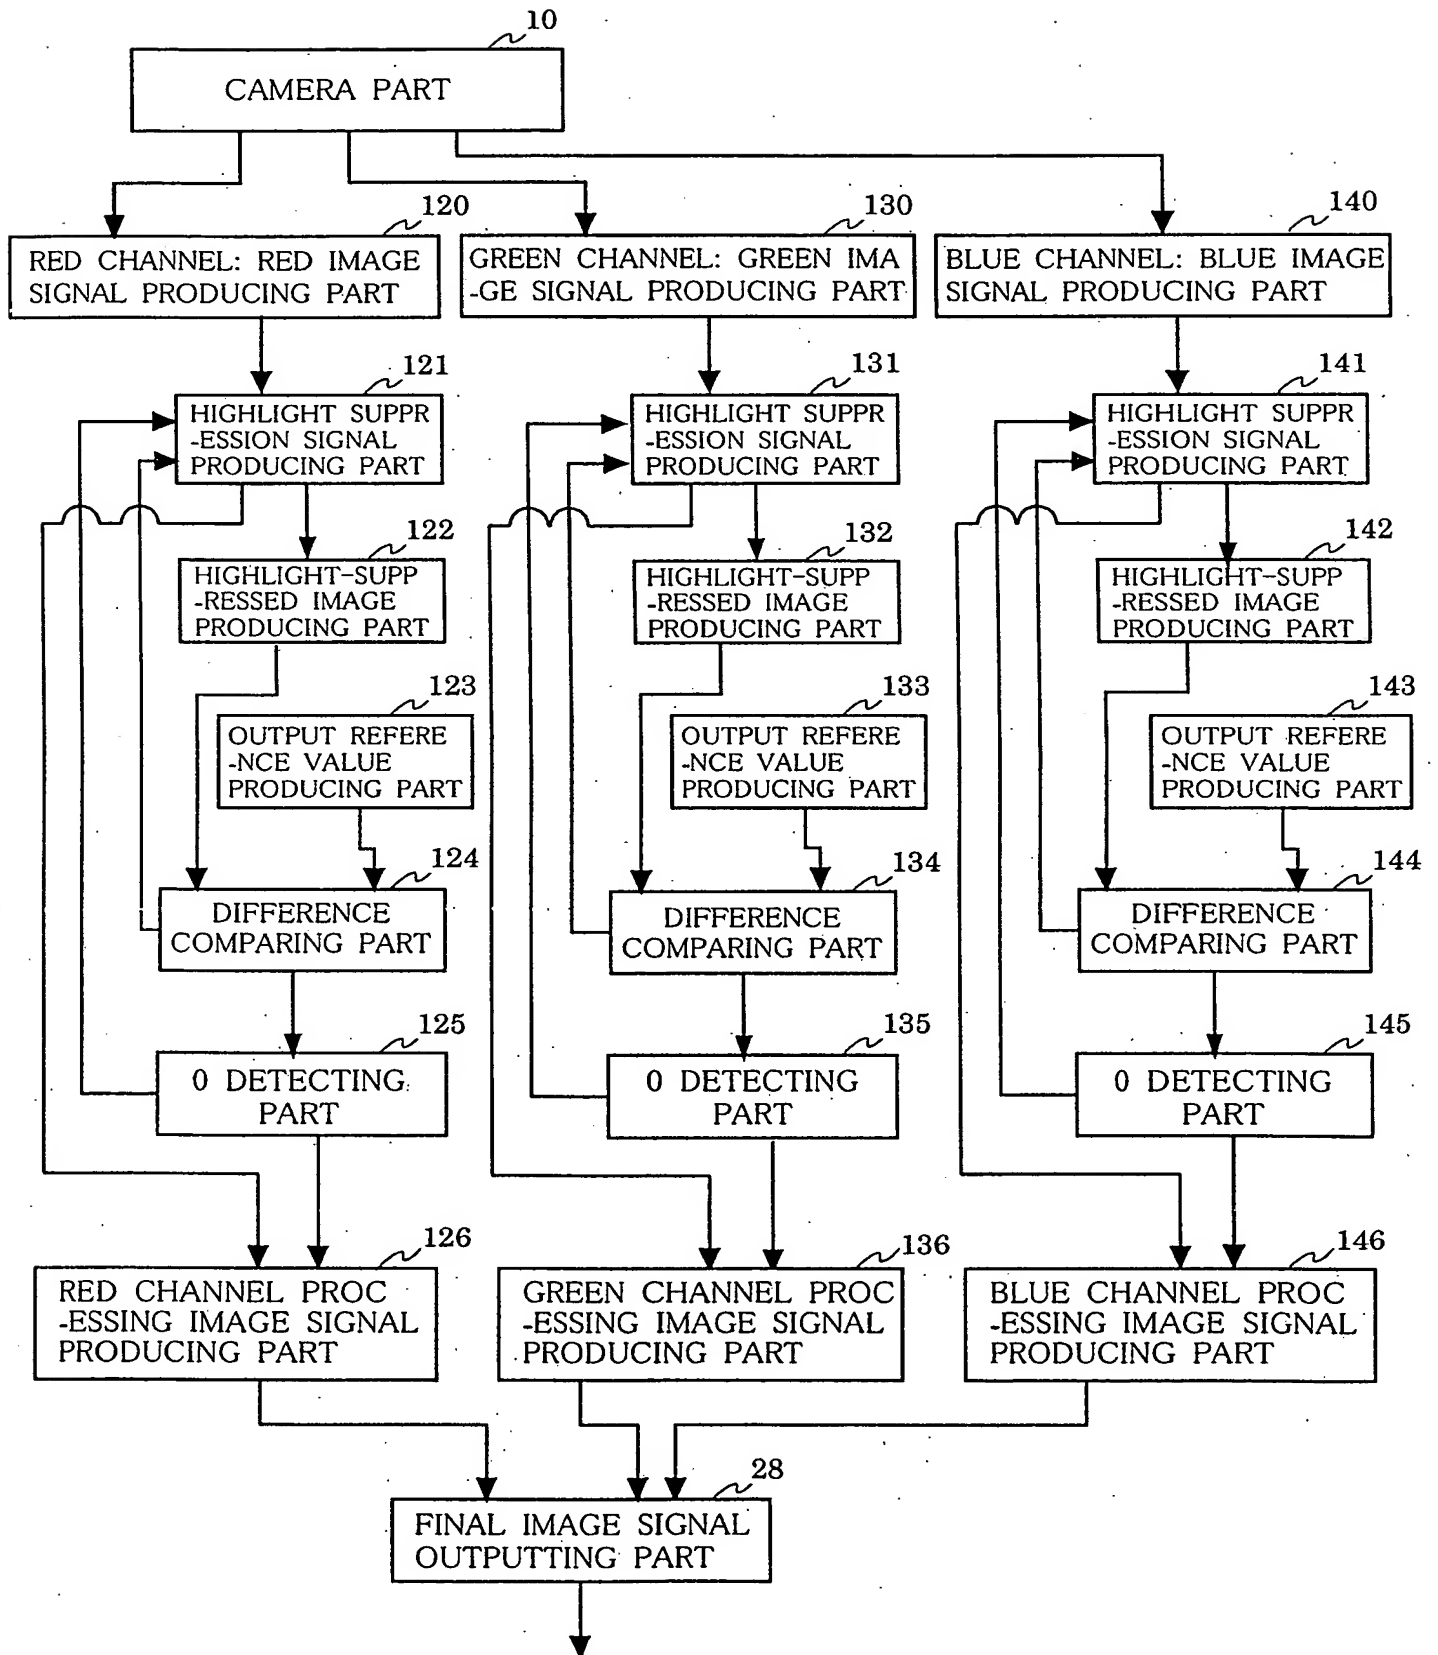 10
CAMERA PART
120
RED CHANNEL: RED IMAGE
SIGNAL PRODUCING PART
130
GREEN CHANNEL: GREEN IMA
-GE SIGNAL PRODUCING PART
140
BLUE CHANNEL: BLUE IMAGE
SIGNAL PRODUCING PART
121
HIGHLIGHT SUPPR
-ESSION SIGNAL
PRODUCING PART
131
HIGHLIGHT SUPPR
-ESSION SIGNAL
PRODUCING PART
141
HIGHLIGHT SUPPR
-ESSION SIGNAL
PRODUCING PART
122
HIGHLIGHT-SUPP
-RESSED IMAGE
PRODUCING PART
132
HIGHLIGHT-SUPP
-RESSED IMAGE
PRODUCING PART
142
HIGHLIGHT-SUPP
-RESSED IMAGE
PRODUCING PART
123
OUTPUT REFERE
-NCE VALUE
PRODUCING PART
133
OUTPUT REFERE
-NCE VALUE
PRODUCING PART
143
OUTPUT REFERE
-NCE VALUE
PRODUCING PART
124
DIFFERENCE
COMPARING PART
134
DIFFERENCE
COMPARING PART
144
DIFFERENCE
COMPARING PART
125
0 DETECTING
PART
135
0 DETECTING
PART
145
0 DETECTING
PART
126
RED CHANNEL PROC
-ESSING IMAGE SIGNAL
PRODUCING PART
136
GREEN CHANNEL PROC
-ESSING IMAGE SIGNAL
PRODUCING PART
146
BLUE CHANNEL PROC
-ESSING IMAGE SIGNAL
PRODUCING PART
28
FINAL IMAGE SIGNAL
OUTPUTTING PART